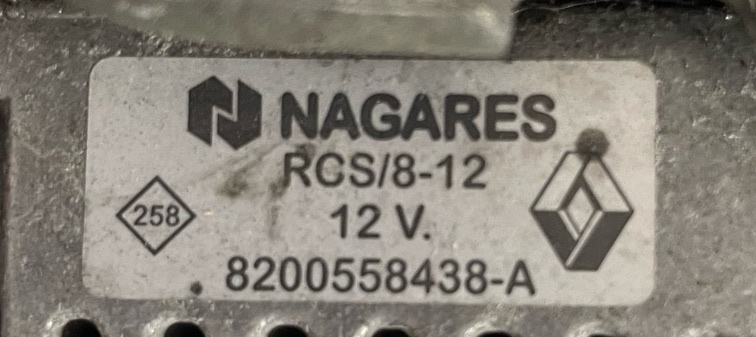 NAGARES
RCS/8-12
258
12 V.
8200558438-A